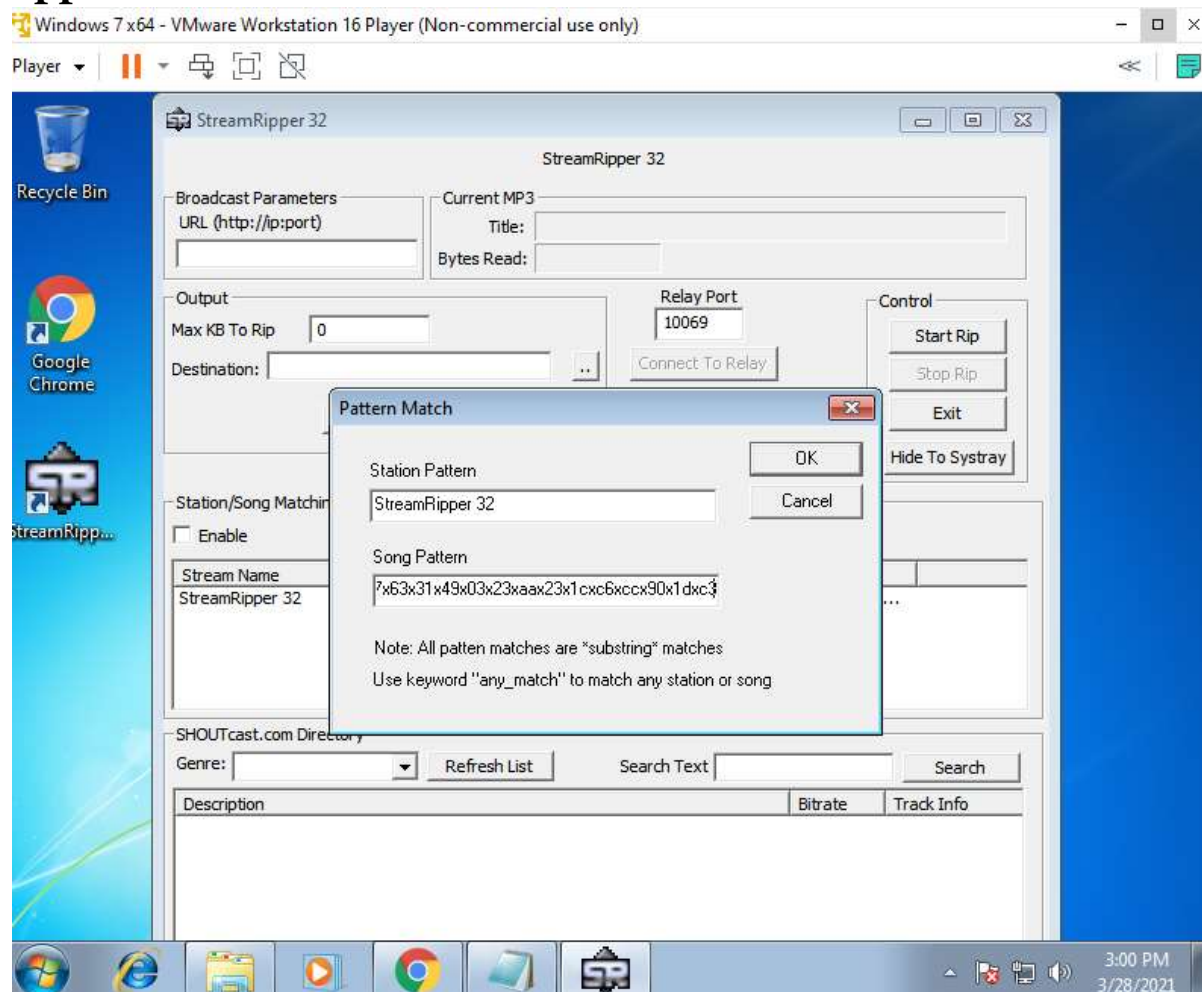 Windows 7 x64 - VMware Workstation 16 Player (Non-commercial use only)
Player
StreamRipper 32
StreamRipper 32
Recycle Bin
Broadcast Parameters
URL (http://ip:port)
Current MP3
Title:
Bytes Read:
Output
Max KB To Rip 0
Destination: ..
Relay Port
10069
Connect To Relay
Control
Start Rip
Stop Rip
Exit
Hide To Systray
Google
Chrome
Pattern Match
Station Pattern
StreamRipper 32
OK
Cancel
Song Pattern
7x63x31x49x03x23xaax23x1cxc6xccx90x1dxc3
Note: All patten matches are *substring* matches
Use keyword "any_match" to match any station or song
StreamRipp...
Station/Song Matchin
Enable
Stream Name
StreamRipper 32
...
SHOUTcast.com Directory
Genre: Refresh List Search Text Search
Description Bitrate Track Info
3:00 PM
3/28/2021